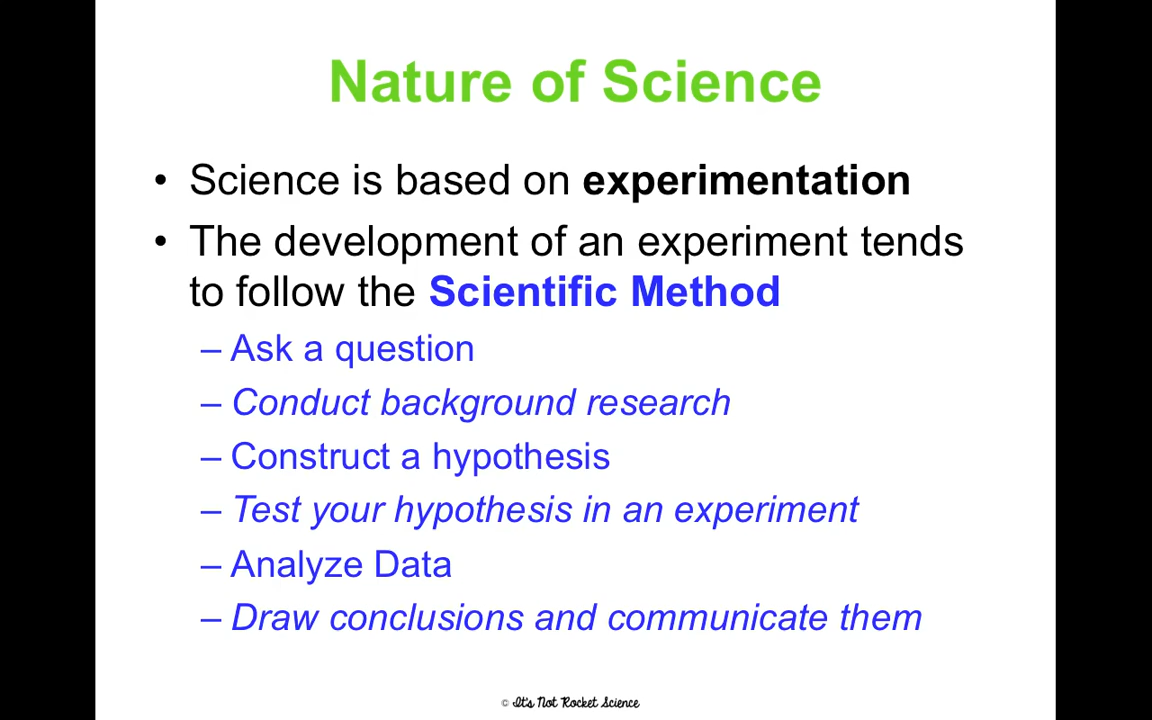 Nature of Science
• Science is based on experimentation
• The development of an experiment tends
to follow the Scientific Method
– Ask a question
– Conduct background research
– Construct a hypothesis
– Test your hypothesis in an experiment
– Analyze Data
– Draw conclusions and communicate them
© It's Not Rocket Science